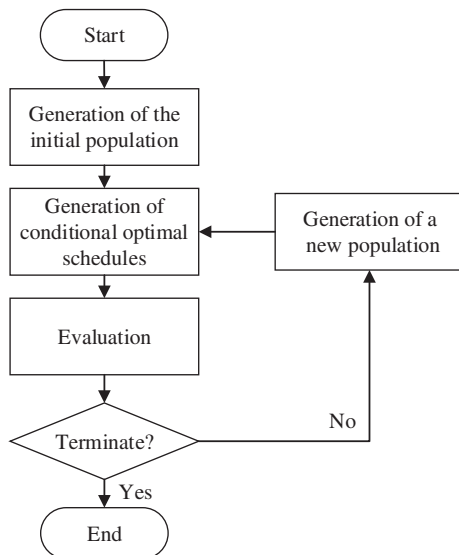 Start
Generation of the
initial population
Generation of
conditional optimal
schedules
Generation of a
new population
Evaluation
No
Terminate?
Yes
End